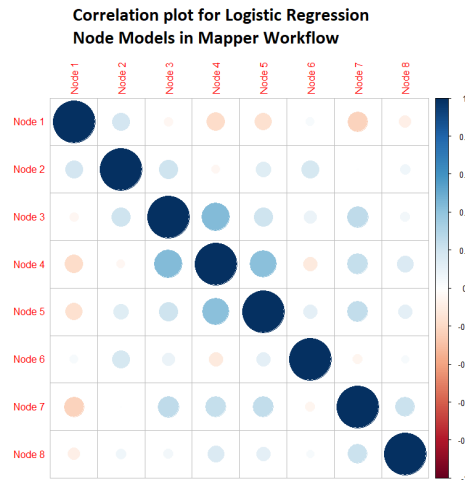 Correlation plot for Logistic Regression
Node Models in Mapper Workflow
Node 1
Node 2
Node 3
Node 4
Node 5
Node 6
Node 7
Node 8
Node 1
Node 2
Node 3
Node 4
Node 5
Node 6
Node 7
Node 8